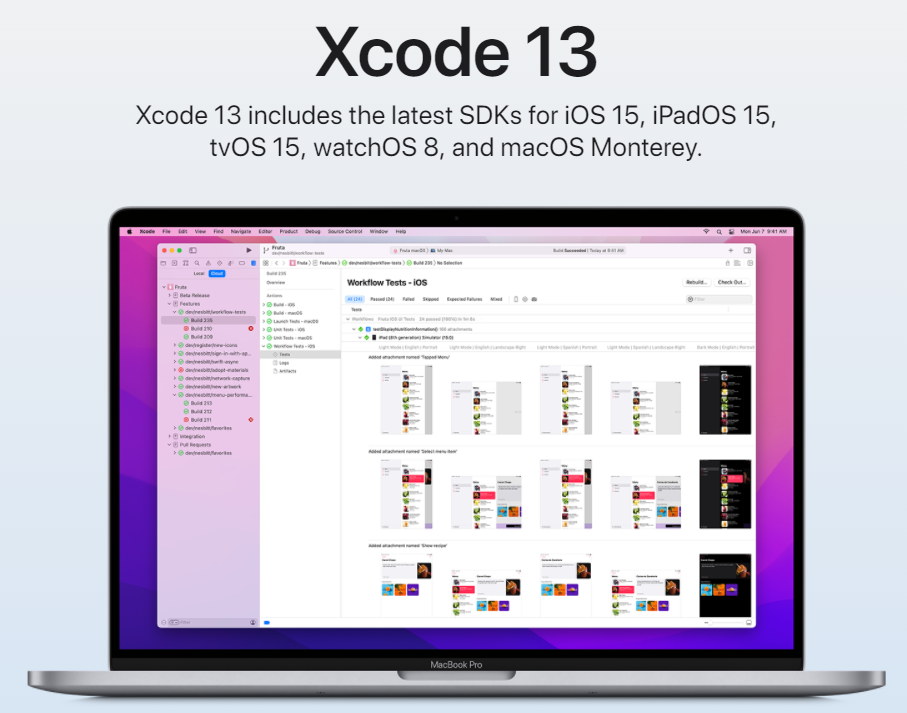 Xcode 13
Xcode 13 includes the latest SDKs for iOS 15, iPadOS 15,
tvOS 15, watchOS 8, and macOS Monterey.
Xcode File Edit View Find Navigate Editor Product Debug Source Control Window Help
Mon Jun 7 9:41 AM
Fruta
dev/nesbitt/workflow-tests
Fruta macOS My Mac
Build Succeeded | Today at 9:41 AM
Local Cloud
Fruta
Beta Release
Features
dev/nesbitt/workflow-tests
Build 235
Build 210
Build 209
dev/register/new-icons
dev/nesbitt/sign-in-with-ap...
dev/nesbitt/swift-async
dev/nesbitt/adapt-materials
dev/nesbitt/network-capture
dev/nesbitt/new-artwork
dev/nesbitt/menu-performa...
Build 213
Build 212
Build 211
dev/nesbitt/favorites
Integration
Pull Requests
dev/nesbitt/favorites
Filter
Fruta Features dev/nesbitt/workflow-tests Build 235 No Selection
Build 235
Overview
Actions
Build - iOS
Build - macOS
Launch Tests - macOS
Unit Tests - iOS
Unit Tests - macOS
Workflow Tests - iOS
Tests
Logs
Artifacts
Workflow Tests - iOS
Rebuild... Check Out...
All (24) Passed (24) Failed Skipped Expected Failures Mixed
Filter
Tests
Workflows Fruta iOS UI Tests 24 passed (100%) in
testDisplayNutritionInformation() 168 attachments
iPad (8th generation) Simulator (15.0)
Light Mode | English | Portrait Light Mode | English | Landscape Right Light Mode | Spanish | Portrait Light Mode | Spanish | Landscape Right Dark Mode | English | Portrait
Added attachment named 'Tapped Menu'
Added attachment named 'Select menu item'
Added attachment named 'Show recipe'
MacBook Pro